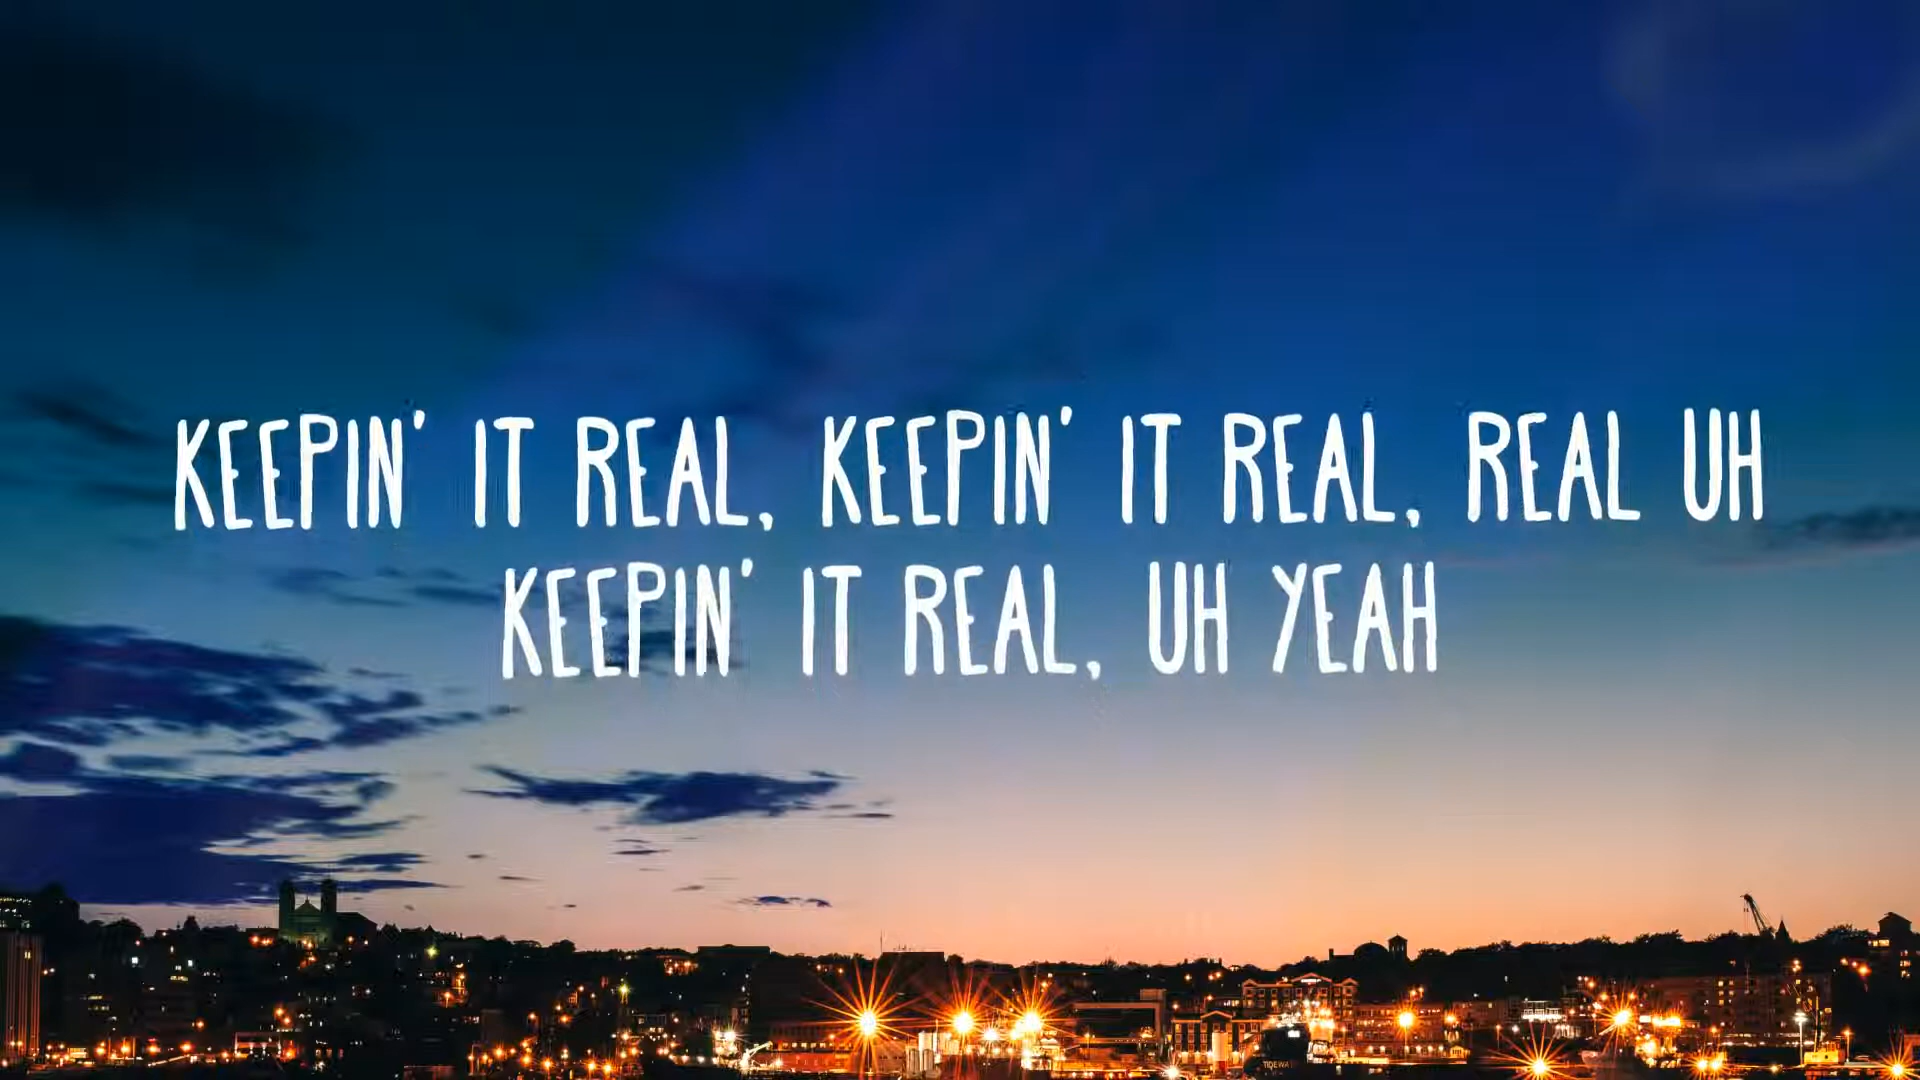 KEEPIN' IT REAL, KEEPIN' IT REAL, REAL UH
KEEPIN' IT REAL, UH YEAH